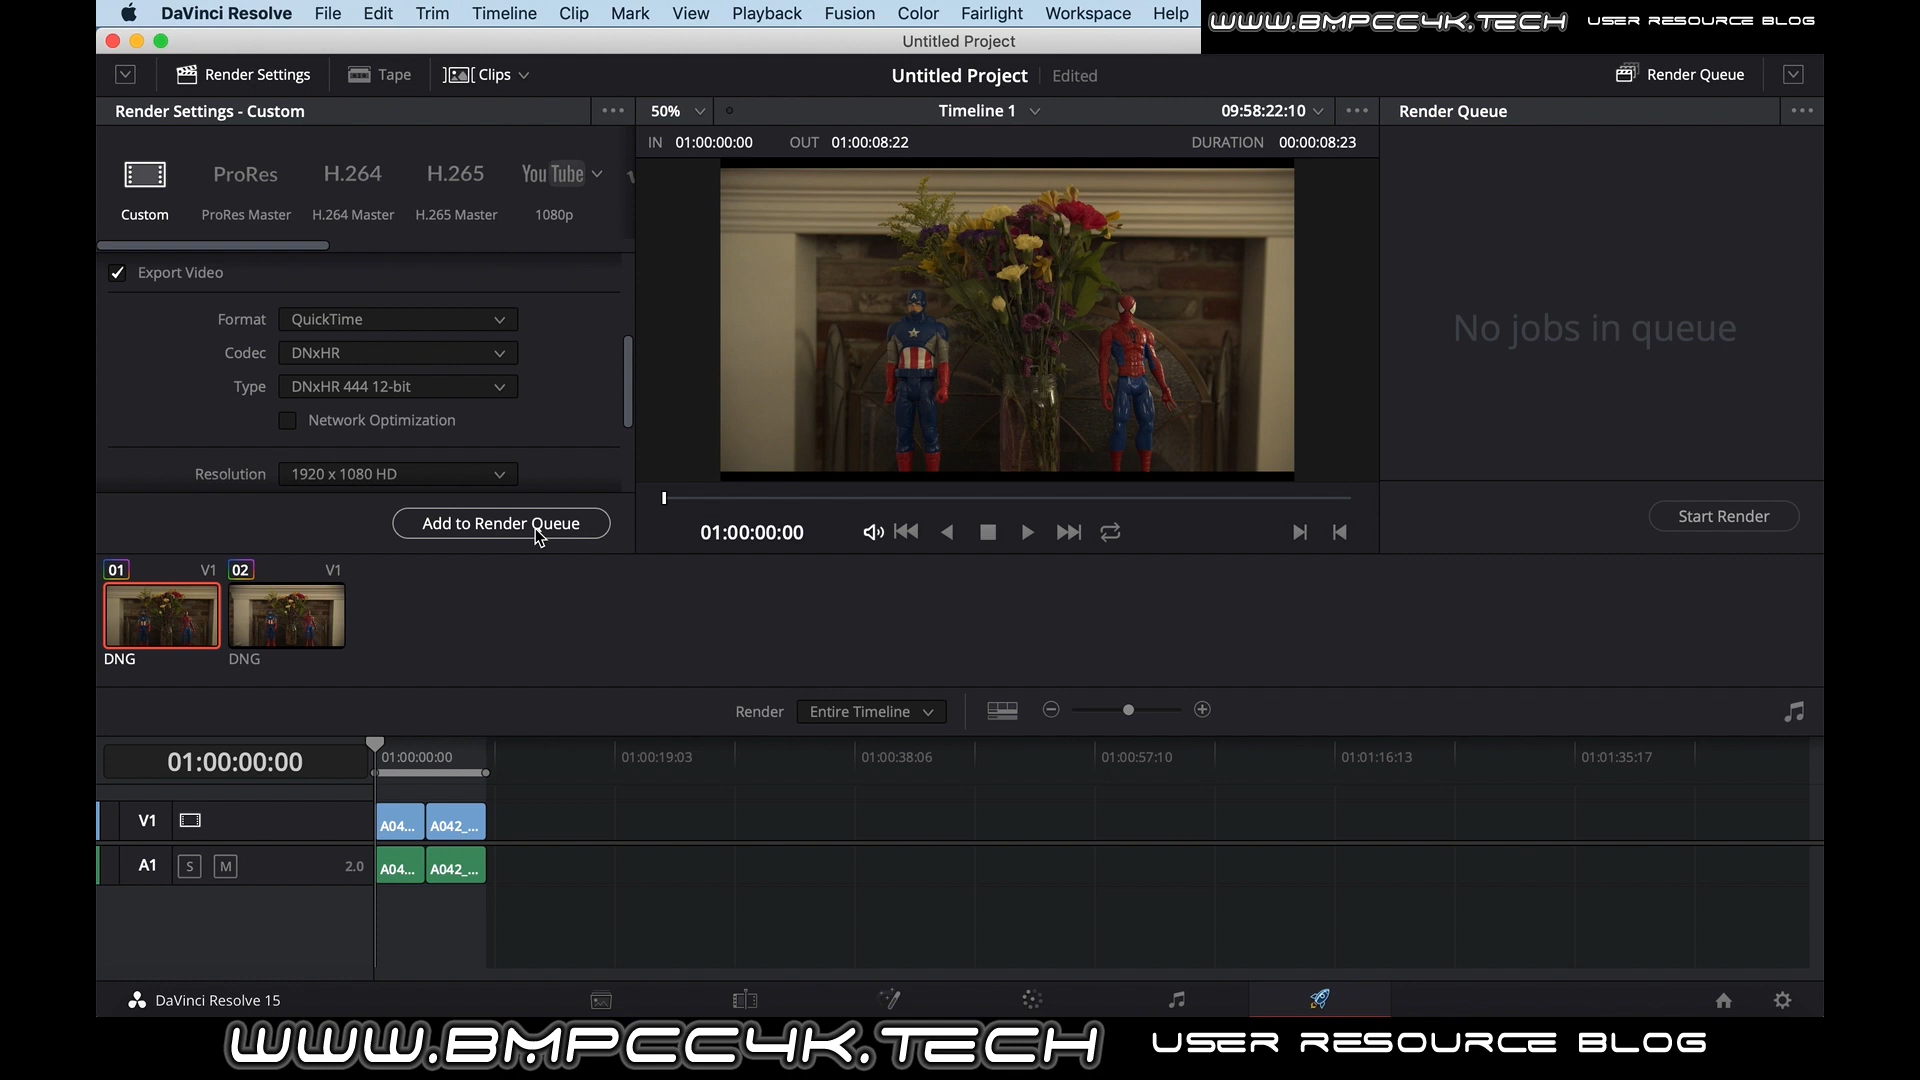 DaVinci Resolve File Edit Trim Timeline Clip Mark View Playback Fusion Color Fairlight Workspace Help
WWW.BMPCC4K.TECH USER RESOURCE BLOG
Untitled Project
Render Settings Tape Clips Untitled Project Edited Render Queue
Render Settings - Custom 50% Timeline 1 09:58:22:10 Render Queue
IN 01:00:00:00 OUT 01:00:08:22 DURATION 00:00:08:23
ProRes H.264 H.265 YouTube
Custom ProRes Master H.264 Master H.265 Master 1080p
Export Video
Format QuickTime
Codec DNxHR
Type DNxHR 444 12-bit
Network Optimization
Resolution 1920 x 1080 HD
No jobs in queue
Add to Render Queue 01:00:00:00 Start Render
01 V1 02 V1
DNG DNG
Render Entire Timeline
01:00:00:00 01:00:00:00 01:00:19:03 01:00:38:06 01:00:57:10 01:01:16:13 01:01:35:17
V1 A04... A042_...
A1 S M 2.0 A04... A042_...
DaVinci Resolve 15
WWW.BMPCC4K.TECH USER RESOURCE BLOG